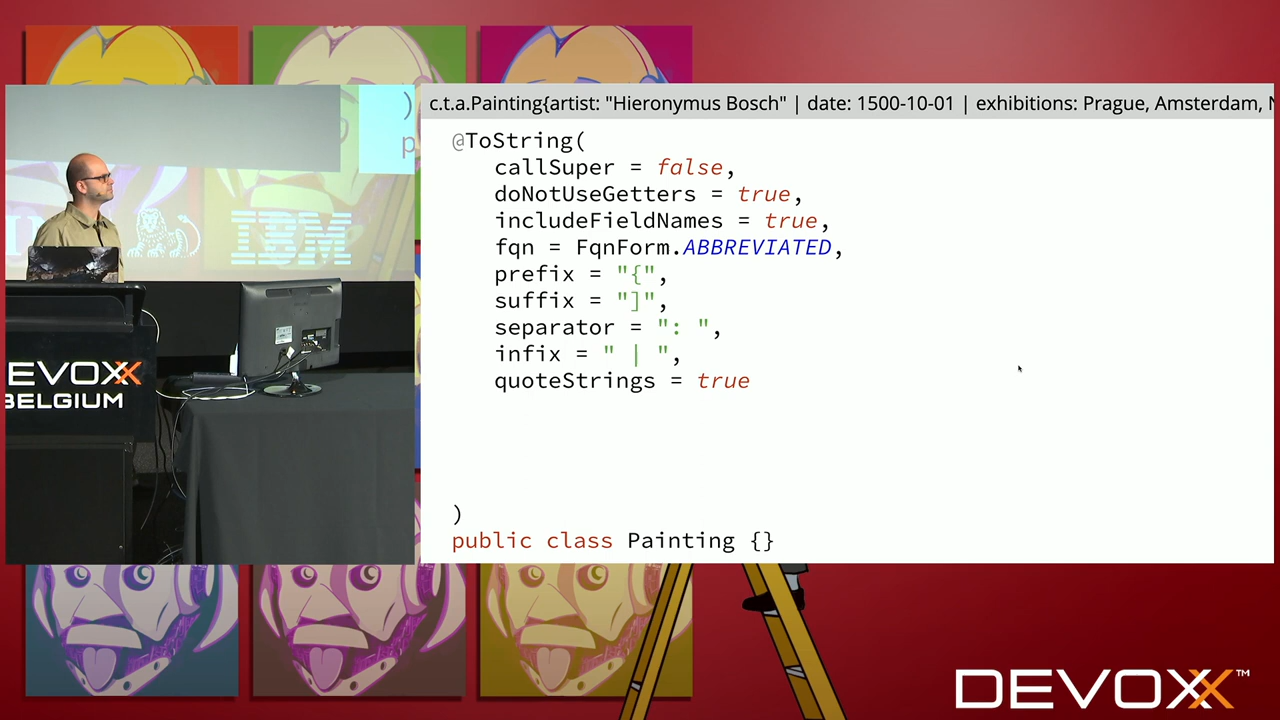 c.t.a.Painting{artist: "Hieronymus Bosch" | date: 1500-10-01 | exhibitions: Prague, Amsterdam,
@ToString(
callSuper = false,
doNotUseGetters = true,
includeFieldNames = true,
fqn = FqnForm.ABBREVIATED,
prefix = "{",
suffix = "]",
separator = ": ",
infix = " | ",
quoteStrings = true
)
public class Painting {}
)
p
IBM
EVOXX
BELGIUM
DEVOXX™